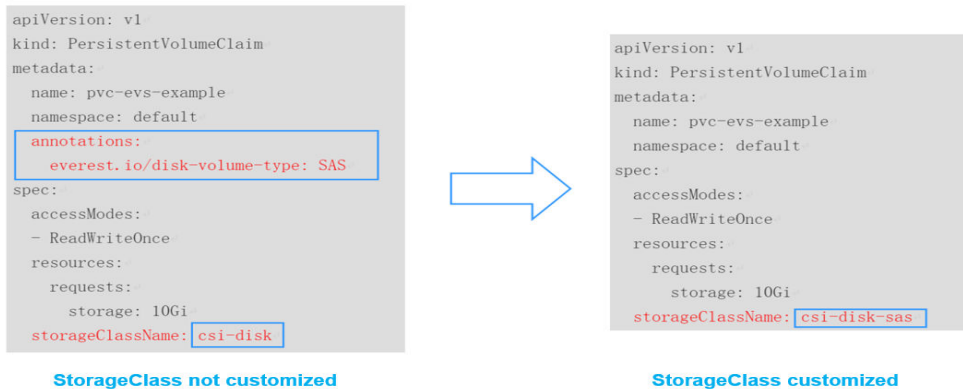 apiVersion: v1
kind: PersistentVolumeClaim
metadata:
  name: pvc-evs-example
  namespace: default
  annotations:
    everest.io/disk-volume-type: SAS
spec:
  accessModes:
  - ReadWriteOnce
  resources:
    requests:
      storage: 10Gi
  storageClassName: csi-disk
StorageClass not customized
apiVersion: v1
kind: PersistentVolumeClaim
metadata:
  name: pvc-evs-example
  namespace: default
spec:
  accessModes:
  - ReadWriteOnce
  resources:
    requests:
      storage: 10Gi
  storageClassName: csi-disk-sas
StorageClass customized